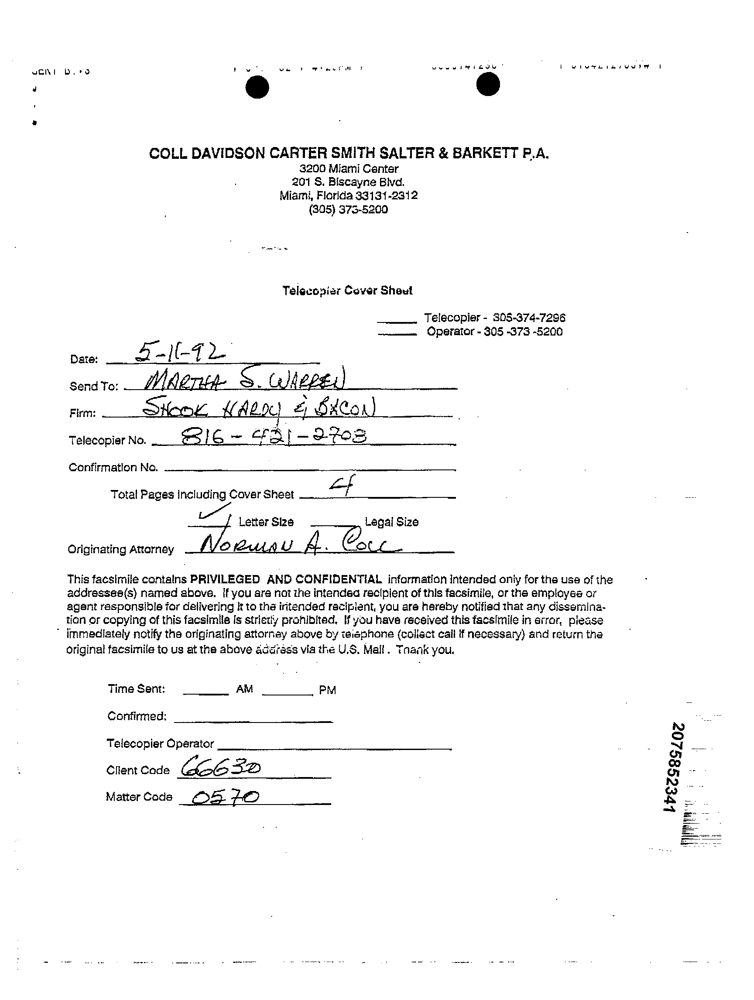 COLL DAVIDSON CARTER SMITH SALTER & BARKETT P.A.
3200 Miami Center
201 S. Biscayne Blvd.
Miami, Florida 33131-2312
(305) 373-5200
Telecopier Cover Sheet
Telecopier - 305-374-7296
Operator - 305 -373 -5200
Date: 5-11-92
Send To: MARTHA S. WARREN
Firm: SHOOK HARDY & BACON
Telecopier No. 816-421-2703
Confirmation No.
Total Pages Including Cover Sheet 4
✓ Letter Size Legal Size
Originating Attorney NORMAN A. COLL
This facsimile contains PRIVILEGED AND CONFIDENTIAL information intended only for the use of the
addressee(s) named above. If you are not the intended recipient of this facsimile, or the employee or
agent responsible for delivering it to the intended recipient, you are hereby notified that any dissemina-
tion or copying of this facsimile is strictly prohibited. If you have received this facsimile in error, please
immediately notify the originating attorney above by telephone (collect call if necessary) and return the
original facsimile to us at the above address via the U.S. Mail. Thank you.
Time Sent: AM PM
Confirmed:
Telecopier Operator
Client Code 66630
Matter Code 0570
2075852341